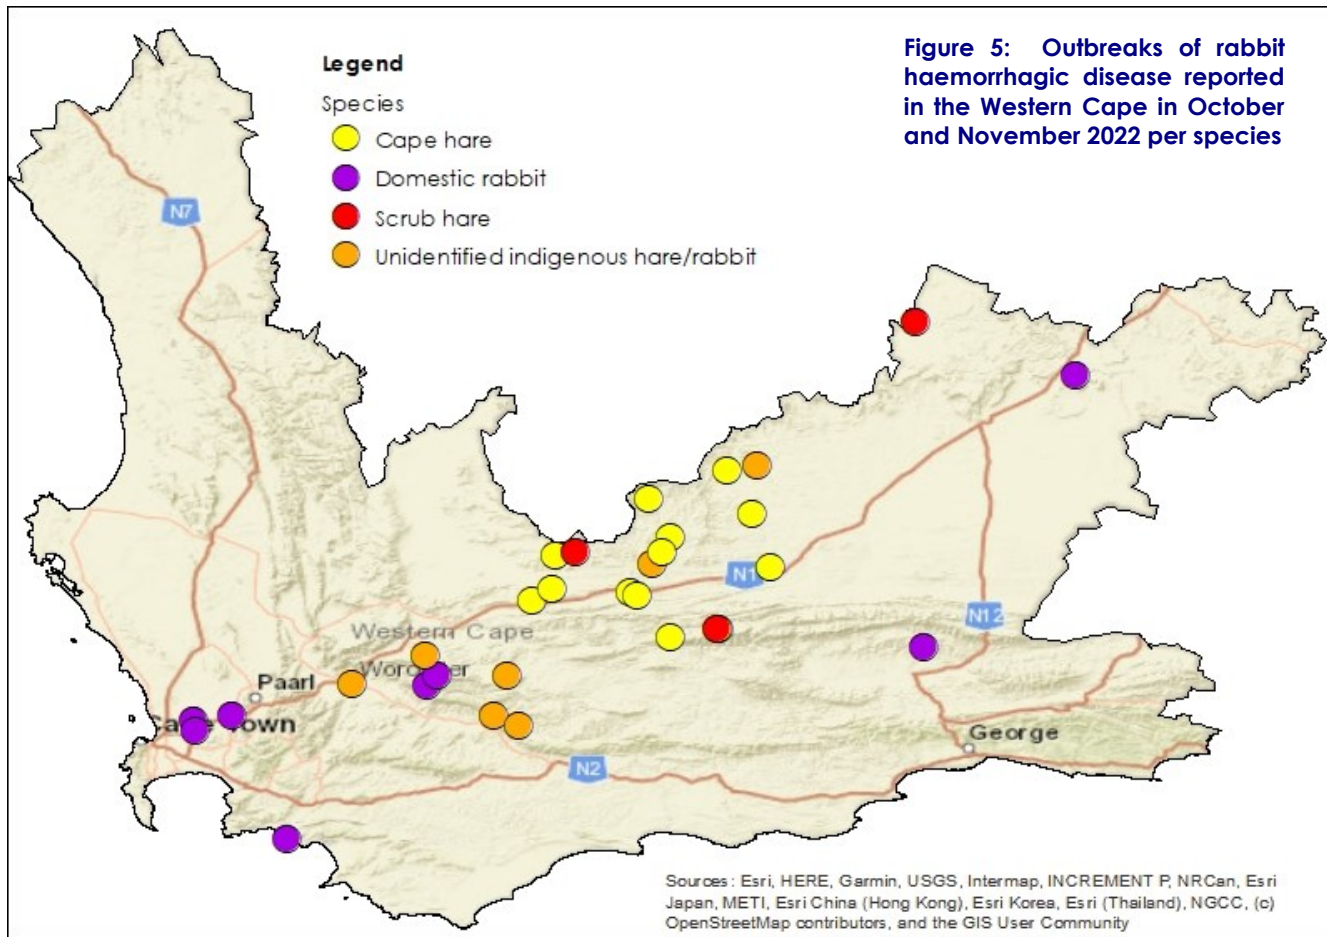 Figure 5: Outbreaks of rabbit
haemorrhagic disease reported
in the Western Cape in October
and November 2022 per species
Legend
Species
Cape hare
Domestic rabbit
Scrub hare
Unidentified indigenous hare/rabbit
N7
N1
N12
Western Cape
Paarl
Town
George
N2
Sources: Esri, HERE, Garmin, USGS, Intermap, INCREMENT P, NRCan, Esri
Japan, METI, Esri China (Hong Kong), Esri Korea, Esri (Thailand), NGCC, (c)
OpenStreetMap contributors, and the GIS User Community